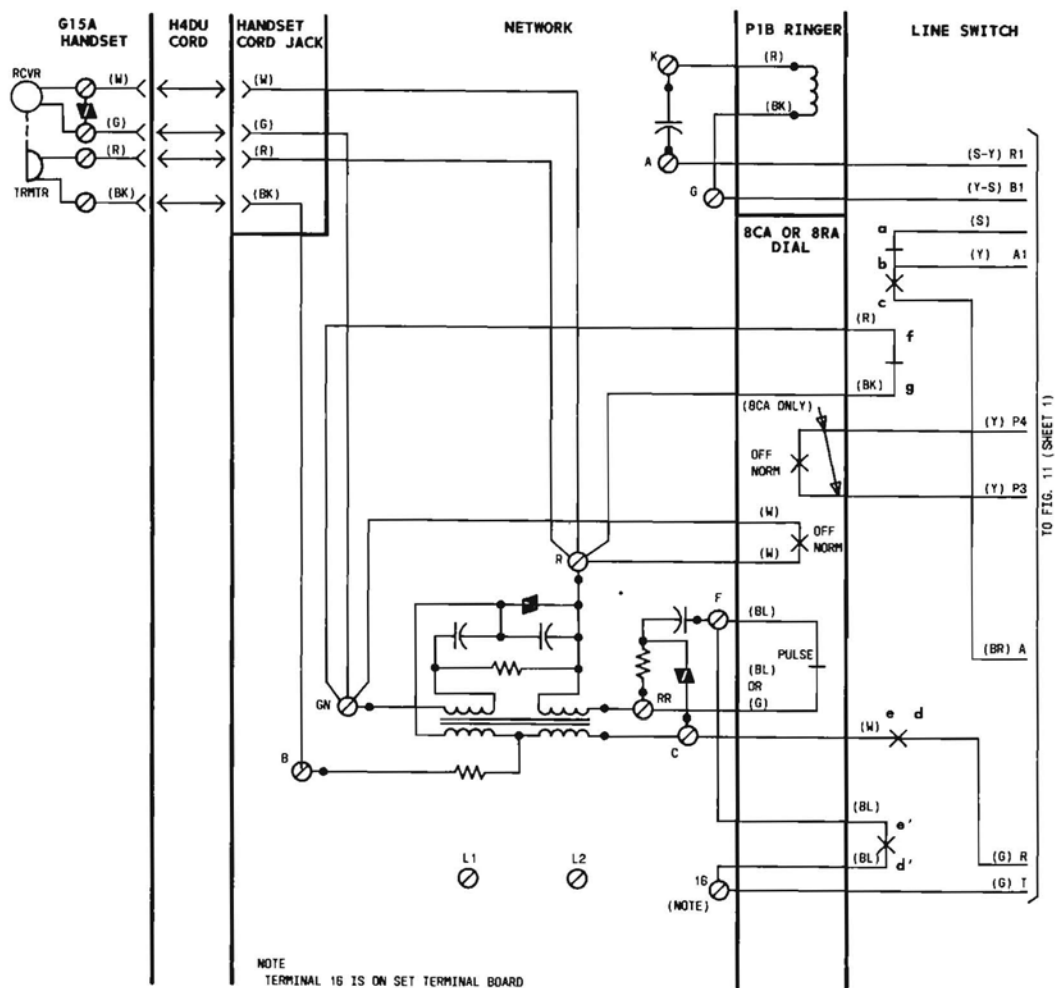 G15A HANDSET
H4DU CORD
HANDSET CORD JACK
NETWORK
P1B RINGER
LINE SWITCH
RCVR
(W)
(W)
K
(R)
(G)
(G)
(BK)
(R)
(R)
A
(S-Y) R1
TRMTR
(BK)
(BK)
G
(Y-S) B1
8CA OR 8RA DIAL
a
(S)
b
(Y) A1
c
(R)
f
(BK)
g
(8CA ONLY)
(Y) P4
OFF NORM
(Y) P3
TO FIG. 11 (SHEET 1)
(W)
OFF NORM
R
(W)
F
(BL)
PULSE
(BR) A
(BL) OR (G)
GN
RR
C
(W)
e
d
B
(BL)
e'
(BL)
d'
(G) R
L1
L2
16
(G) T
(NOTE)
NOTE
TERMINAL 16 IS ON SET TERMINAL BOARD